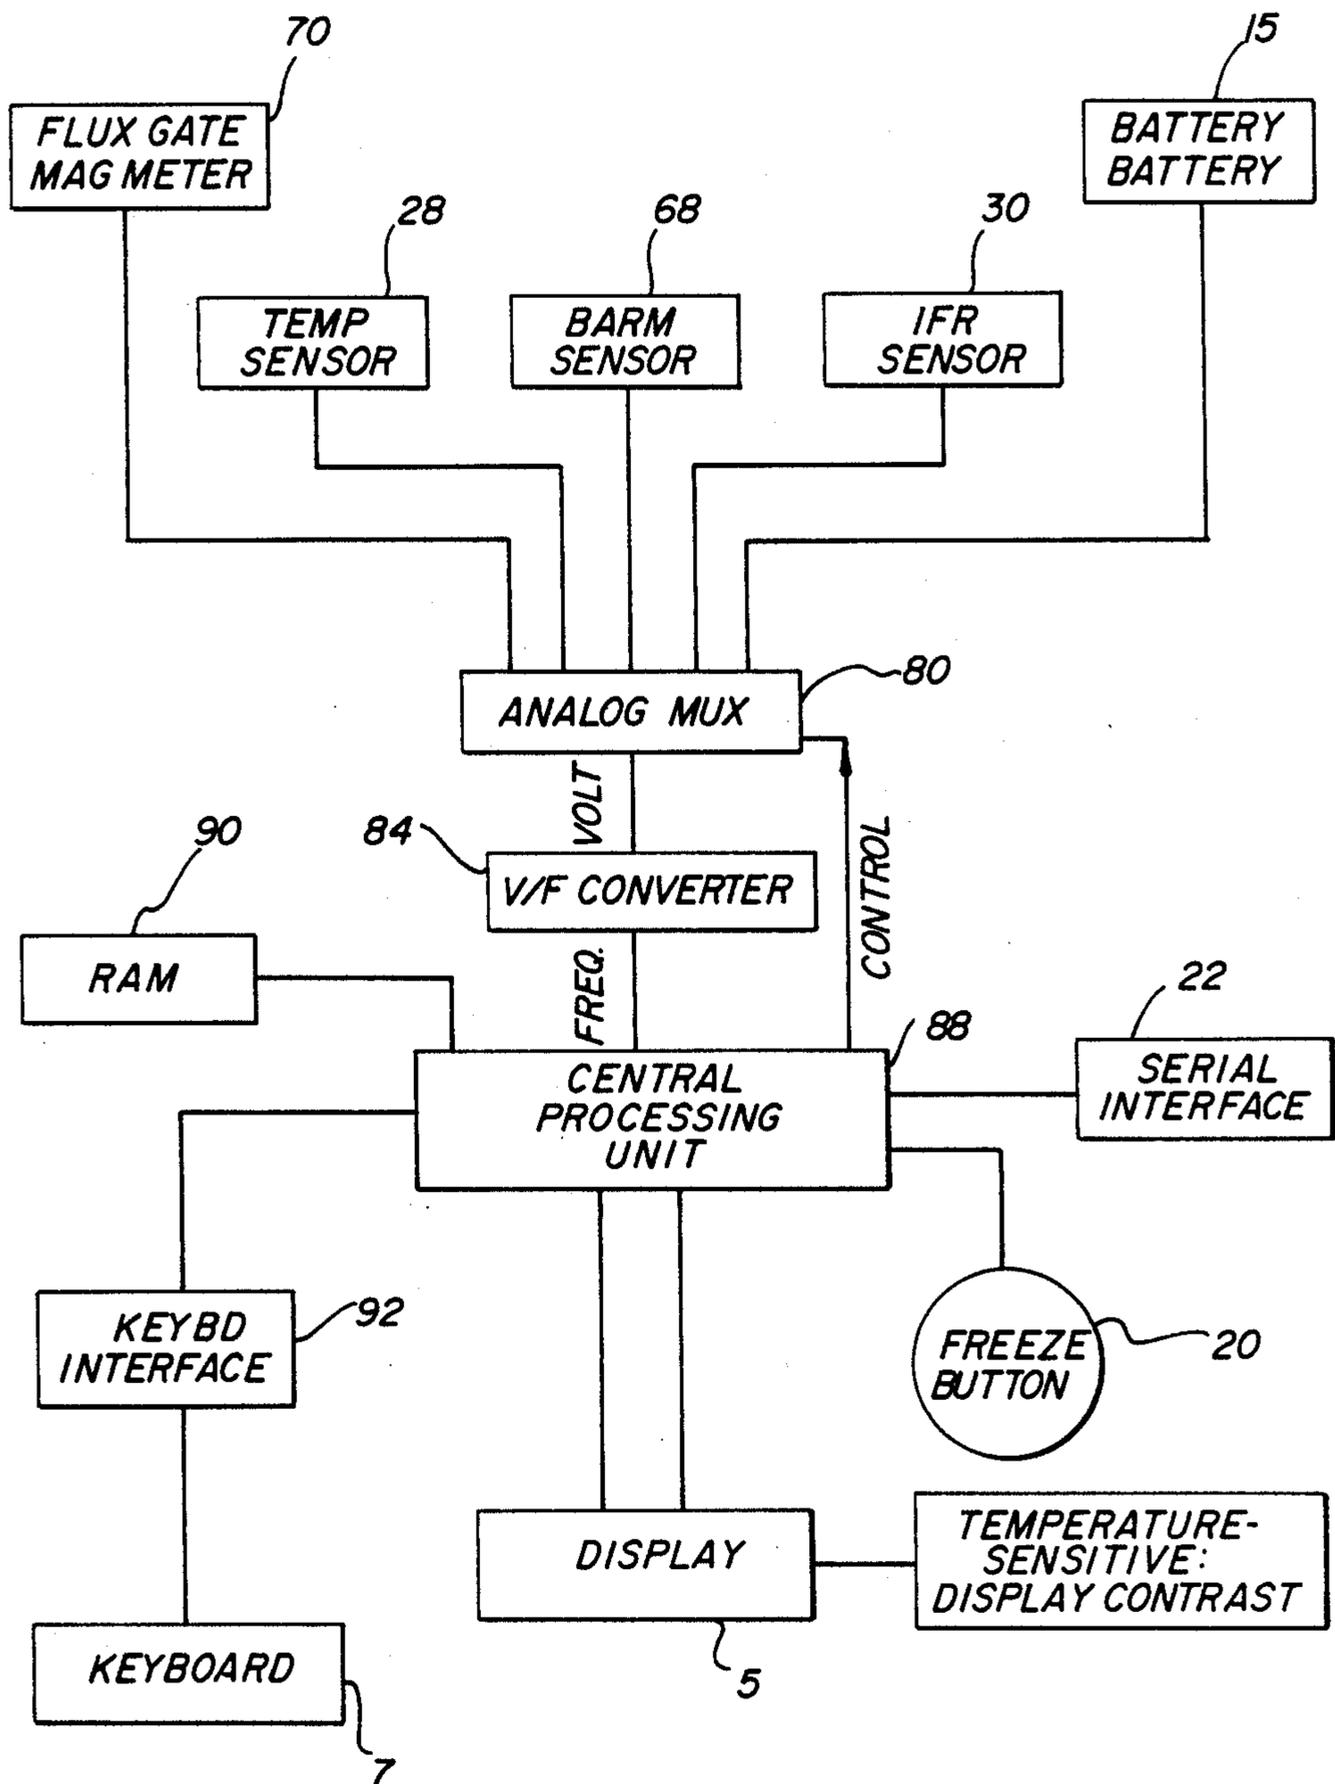 70
15
FLUX GATE
MAG METER
BATTERY
BATTERY
28
68
30
TEMP
SENSOR
BARM
SENSOR
IFR
SENSOR
80
ANALOG MUX
VOLT
84
V/F CONVERTER
CONTROL
90
RAM
FREQ.
22
88
SERIAL
INTERFACE
CENTRAL
PROCESSING
UNIT
KEYBD
INTERFACE
92
FREEZE
BUTTON
20
DISPLAY
TEMPERATURE-
SENSITIVE:
DISPLAY CONTRAST
5
KEYBOARD
7